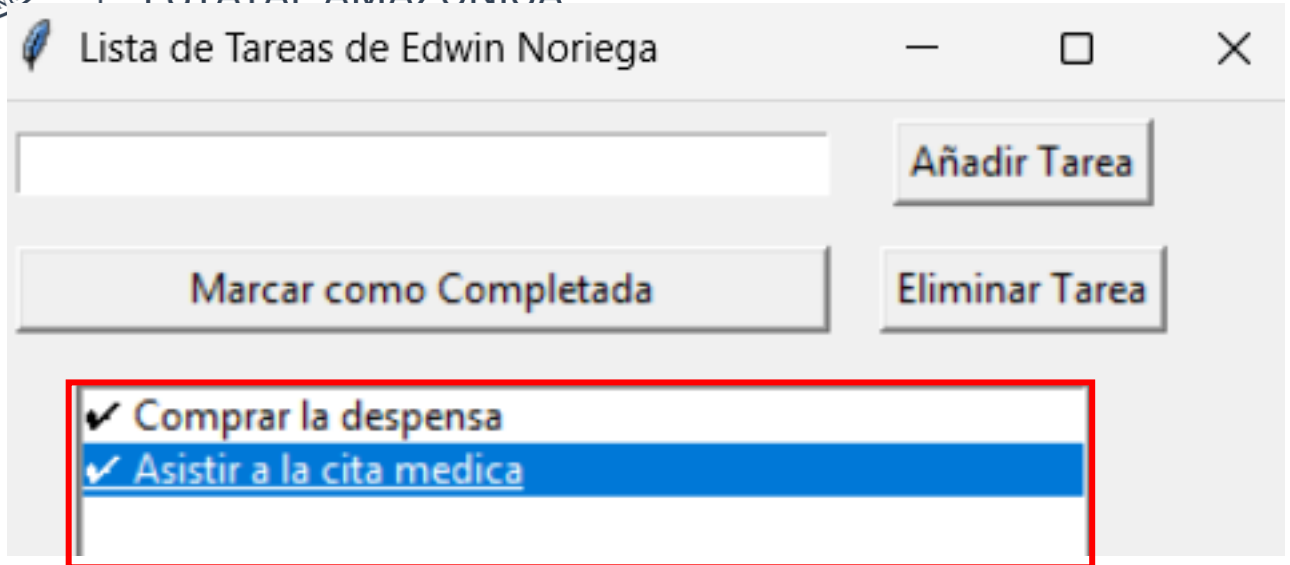 Lista de Tareas de Edwin Noriega
Añadir Tarea
Marcar como Completada
Eliminar Tarea
✔ Comprar la despensa
✔ Asistir a la cita medica